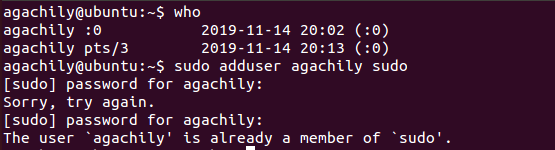 agachily@ubuntu:~$ who
agachily :0           2019-11-14 20:02 (:0)
agachily pts/3        2019-11-14 20:13 (:0)
agachily@ubuntu:~$ sudo adduser agachily sudo
[sudo] password for agachily:
Sorry, try again.
[sudo] password for agachily:
The user `agachily' is already a member of `sudo'.